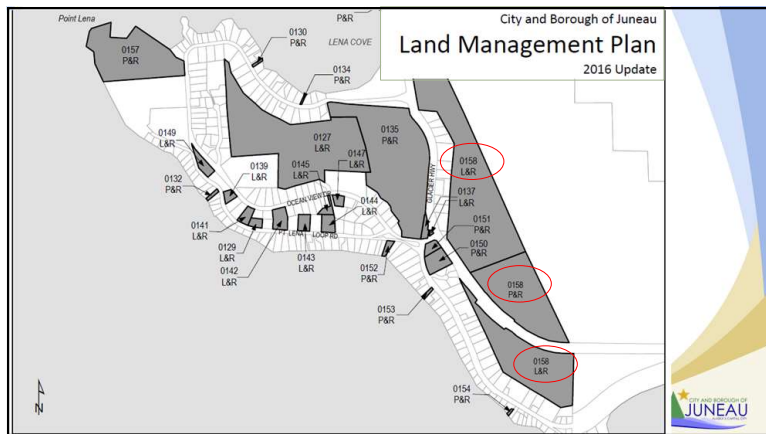 City and Borough of Juneau
Land Management Plan
2016 Update
Point Lena
P&R
0130
P&R
LENA COVE
0157
P&R
0134
P&R
0135
P&R
0127
L&R
0149
L&R
0147
L&R
0145
L&R
0158
L&R
0139
L&R
0132
P&R
0144
L&R
GLACIER HWY
0137
L&R
OCEAN VIEW DR
0151
P&R
0141
L&R
0150
P&R
0129
L&R
PT. LENA LOOP RD.
0143
L&R
0142
L&R
0152
P&R
0158
P&R
0153
P&R
0158
L&R
0154
P&R
N
CITY AND BOROUGH OF
JUNEAU